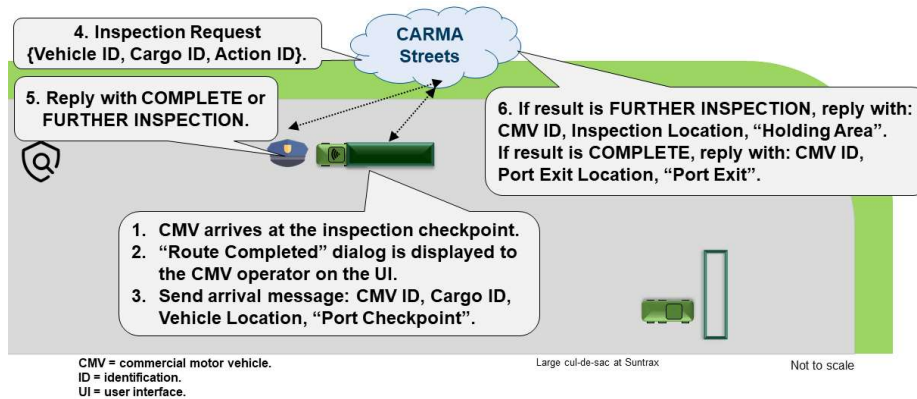 4. Inspection Request
{Vehicle ID, Cargo ID, Action ID}.
CARMA
Streets
5. Reply with COMPLETE or
FURTHER INSPECTION.
6. If result is FURTHER INSPECTION, reply with:
CMV ID, Inspection Location, “Holding Area”.
If result is COMPLETE, reply with: CMV ID,
Port Exit Location, “Port Exit”.
1. CMV arrives at the inspection checkpoint.
2. “Route Completed” dialog is displayed to
the CMV operator on the UI.
3. Send arrival message: CMV ID, Cargo ID,
Vehicle Location, “Port Checkpoint”.
CMV = commercial motor vehicle.
ID = identification.
UI = user interface.
Large cul-de-sac at Suntrax
Not to scale